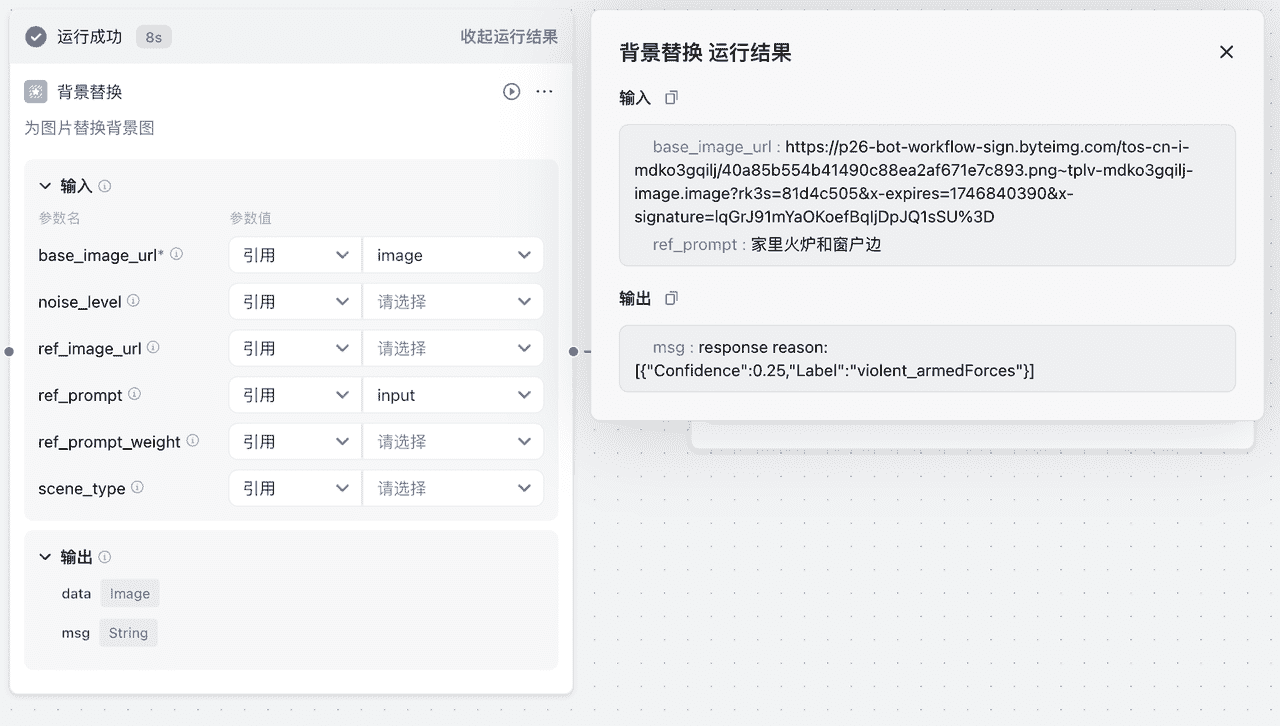 运行成功 8s 收起运行结果
背景替换
为图片替换背景图
输入
参数名 参数值
base_image_url* 引用 image
noise_level 引用 请选择
ref_image_url 引用 请选择
ref_prompt 引用 input
ref_prompt_weight 引用 请选择
scene_type 引用 请选择
输出
data Image
msg String
背景替换 运行结果
输入
base_image_url : https://p26-bot-workflow-sign.byteimg.com/tos-cn-i-
mdko3gqilj/40a85b554b41490c88ea2af671e7c893.png~tplv-mdko3gqilj-
image.image?rk3s=81d4c505&x-expires=1746840390&x-
signature=lqGrJ91mYaOKoefBqIjDpJQ1sSU%3D
ref_prompt : 家里火炉和窗户边
输出
msg : response reason:
[{"Confidence":0.25,"Label":"violent_armedForces"}]